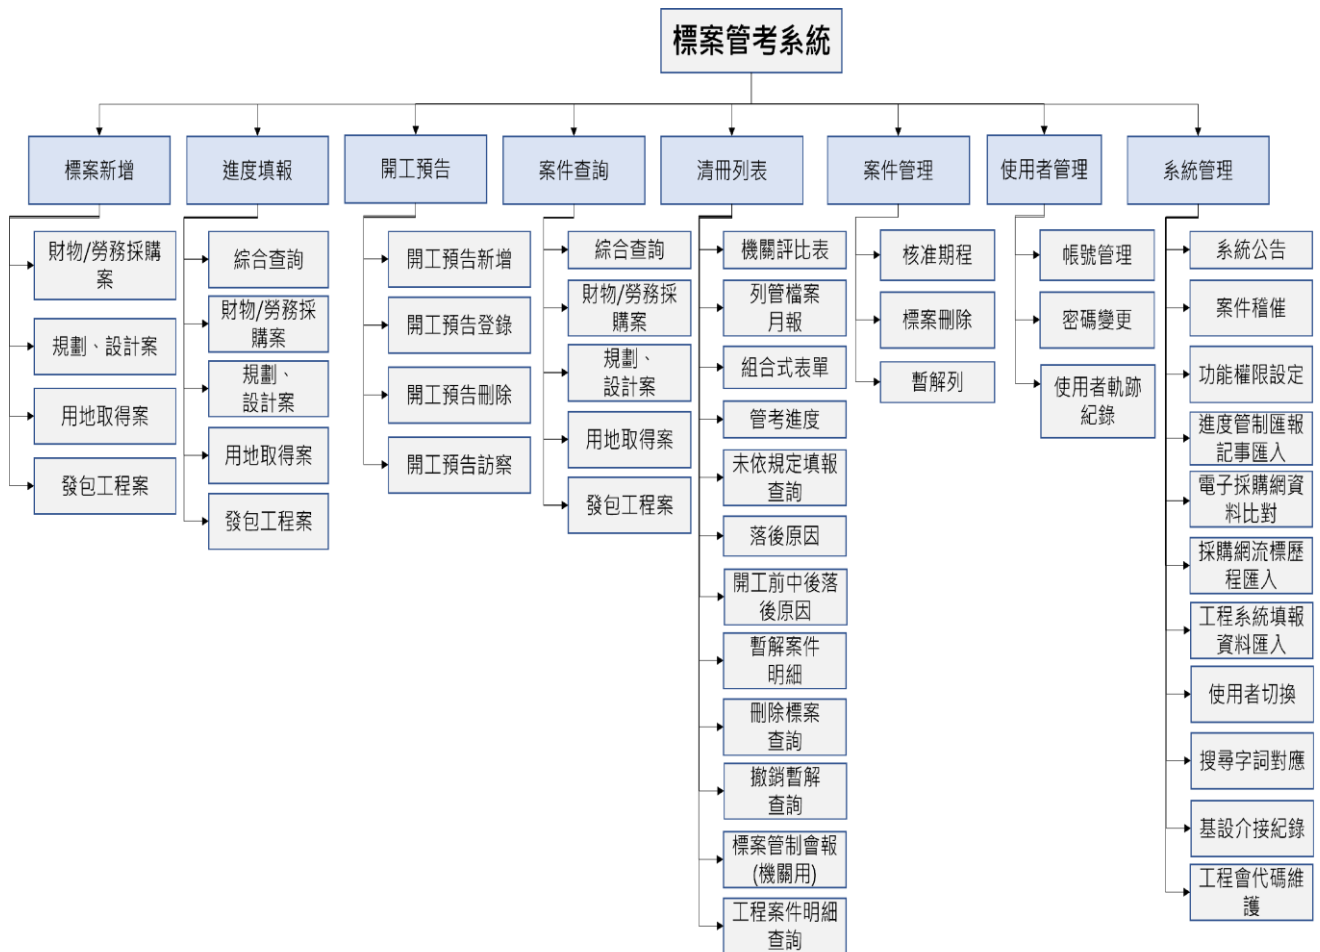 標案管考系統
標案新增
進度填報
開工預告
案件查詢
清冊列表
案件管理
使用者管理
系統管理
財物/勞務採購
案
規劃、設計案
用地取得案
發包工程案
綜合查詢
財物/勞務採
購案
規劃、
設計案
用地取得案
發包工程案
開工預告新增
開工預告登錄
開工預告刪除
開工預告訪察
綜合查詢
財物/勞務採
購案
規劃、
設計案
用地取得案
發包工程案
機關評比表
列管檔案
月報
組合式表單
管考進度
未依規定填報
查詢
落後原因
開工前中後落
後原因
暫解案件
明細
刪除標案
查詢
撤銷暫解
查詢
標案管制會報
(機關用)
工程案件明細
查詢
核准期程
標案刪除
暫解列
帳號管理
密碼變更
使用者軌跡
紀錄
系統公告
案件稽催
功能權限設定
進度管制匯報
記事匯入
電子採購網資
料比對
採購網流標歷
程匯入
工程系統填報
資料匯入
使用者切換
搜尋字詞對應
基設介接紀錄
工程會代碼維
護